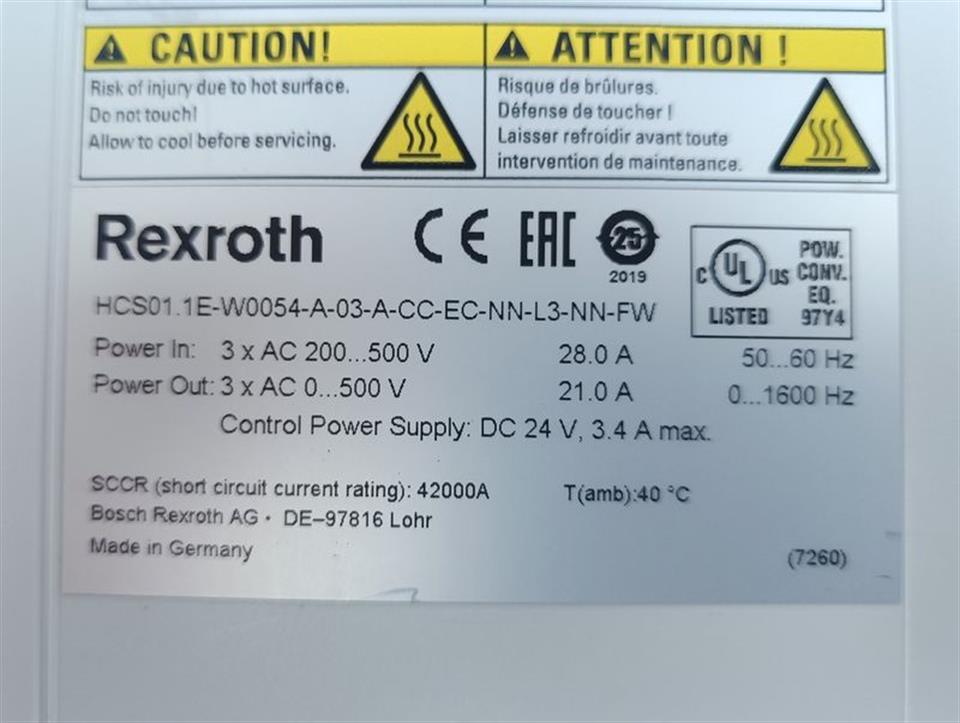 CAUTION!
Risk of injury due to hot surface.
Do not touch!
Allow to cool before servicing.
ATTENTION !
Risque de brûlures.
Défense de toucher !
Laisser refroidir avant toute
intervention de maintenance.
Rexroth
CE EAC 25
2019
C UL US
LISTED
POW.
CONV.
EQ.
97Y4
HCS01.1E-W0054-A-03-A-CC-EC-NN-L3-NN-FW
Power In: 3 x AC 200...500 V 28.0 A 50...60 Hz
Power Out: 3 x AC 0...500 V 21.0 A 0...1600 Hz
Control Power Supply: DC 24 V, 3.4 A max.
SCCR (short circuit current rating): 42000A T(amb):40 °C
Bosch Rexroth AG · DE–97816 Lohr
Made in Germany
(7260)